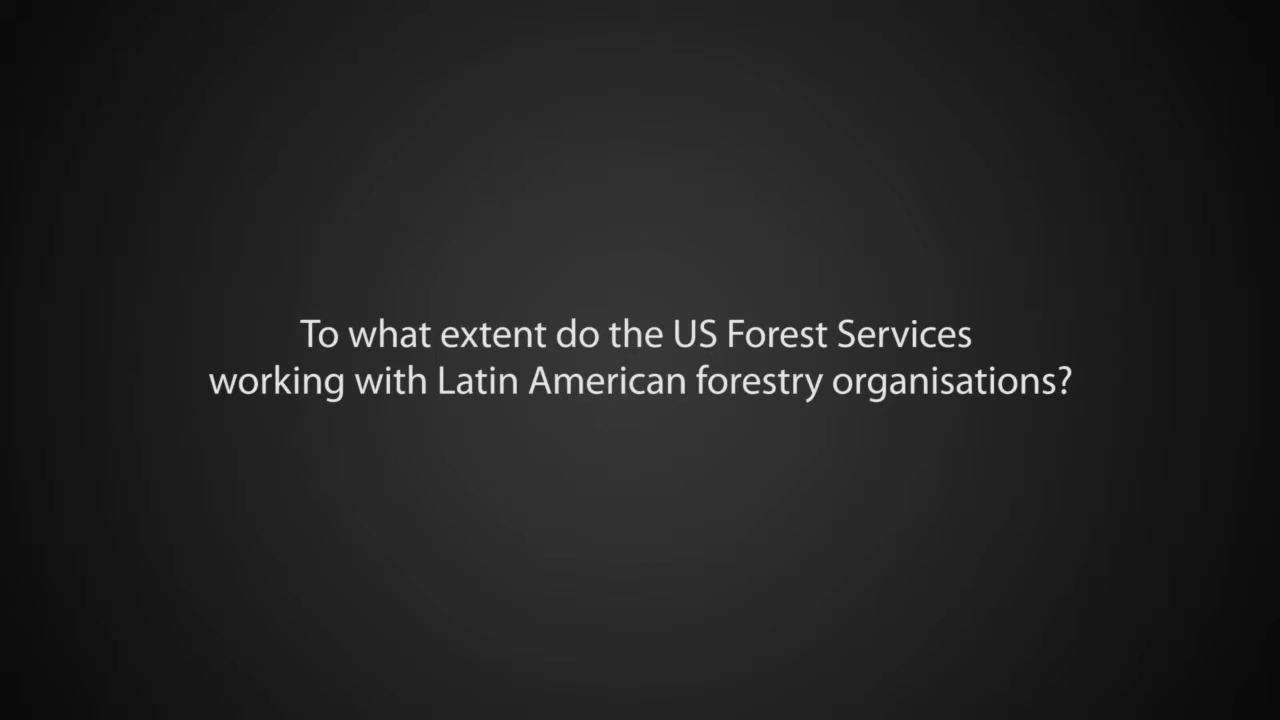 To what extent do the US Forest Services
working with Latin American forestry organisations?